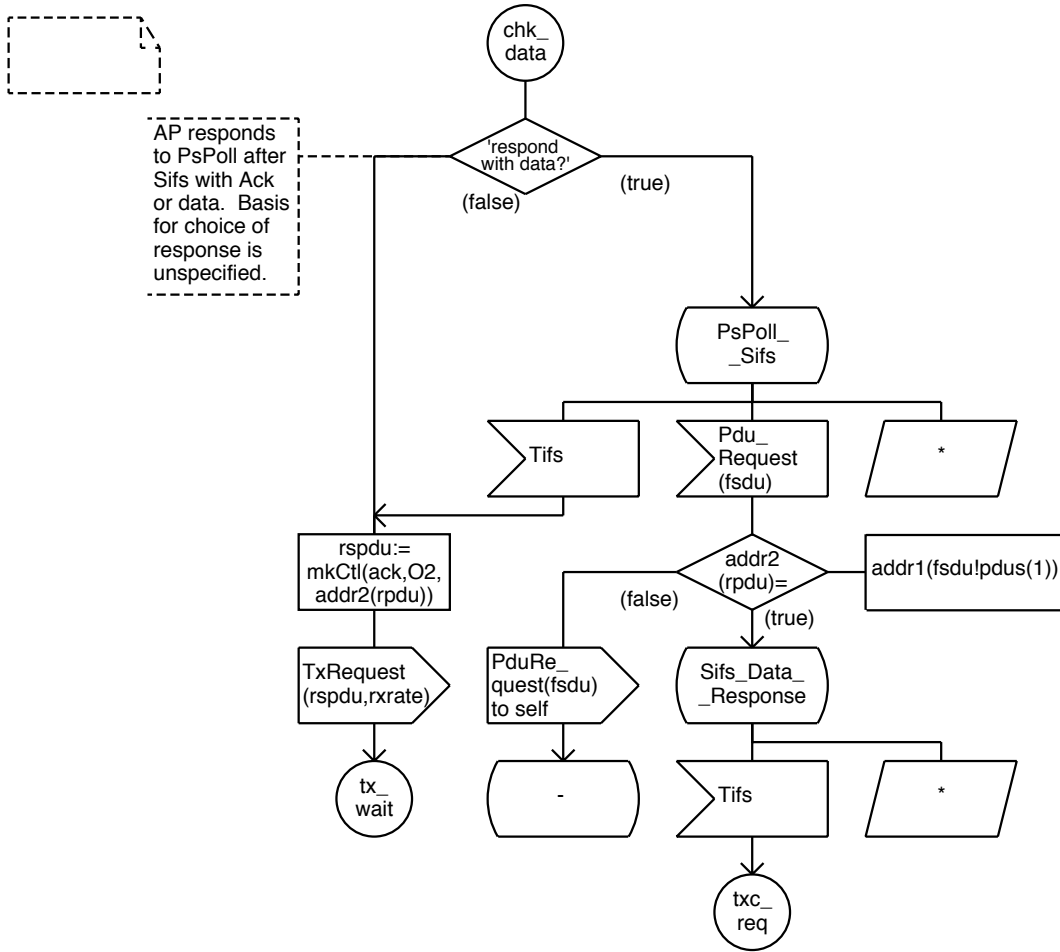 chk_
data
AP responds
to PsPoll after
Sifs with Ack
or data.  Basis
for choice of
response is
unspecified.
'respond
with data?'
(false)
(true)
PsPoll_
_Sifs
Tifs
Pdu_
Request
(fsdu)
*
rspdu:=
mkCtl(ack,O2,
addr2(rpdu))
addr2
(rpdu)=
addr1(fsdu!pdus(1))
(false)
(true)
TxRequest
(rspdu,rxrate)
PduRe_
quest(fsdu)
to self
Sifs_Data_
_Response
tx_
wait
-
Tifs
*
txc_
req